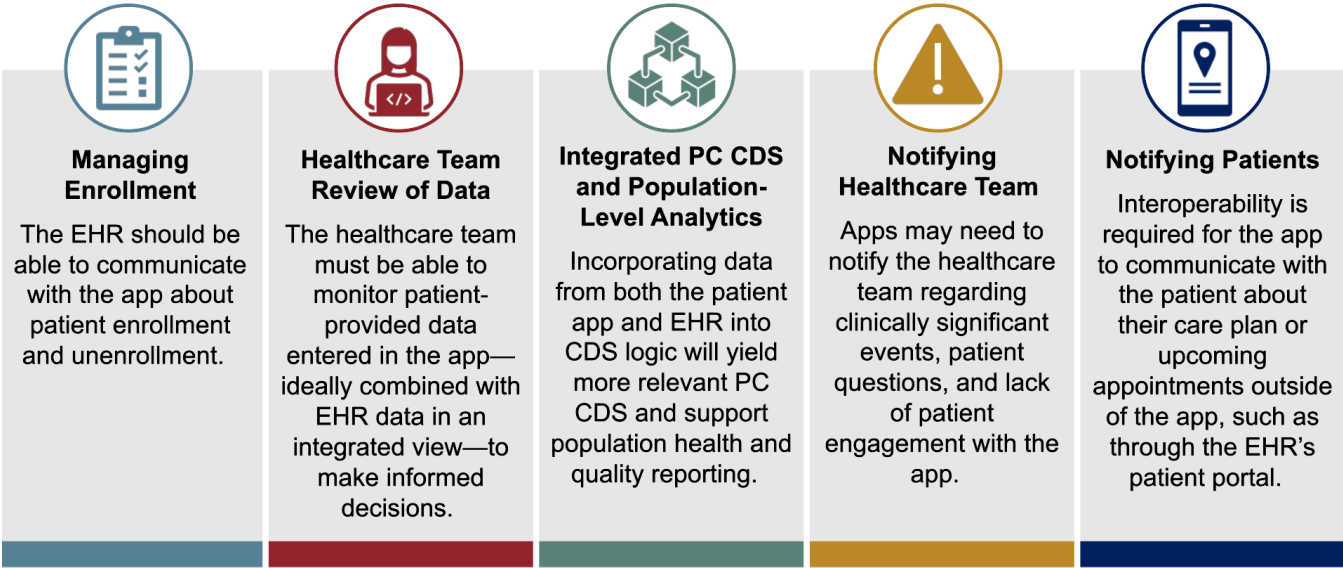 Managing
Enrollment
The EHR should be
able to communicate
with the app about
patient enrollment
and unenrollment.
</>
Healthcare Team
Review of Data
The healthcare team
must be able to
monitor patient-
provided data
entered in the app—
ideally combined with
EHR data in an
integrated view—to
make informed
decisions.
Integrated PC CDS
and Population-
Level Analytics
Incorporating data
from both the patient
app and EHR into
CDS logic will yield
more relevant PC
CDS and support
population health and
quality reporting.
Notifying
Healthcare Team
Apps may need to
notify the healthcare
team regarding
clinically significant
events, patient
questions, and lack
of patient
engagement with the
app.
Notifying Patients
Interoperability is
required for the app
to communicate with
the patient about
their care plan or
upcoming
appointments outside
of the app, such as
through the EHR’s
patient portal.